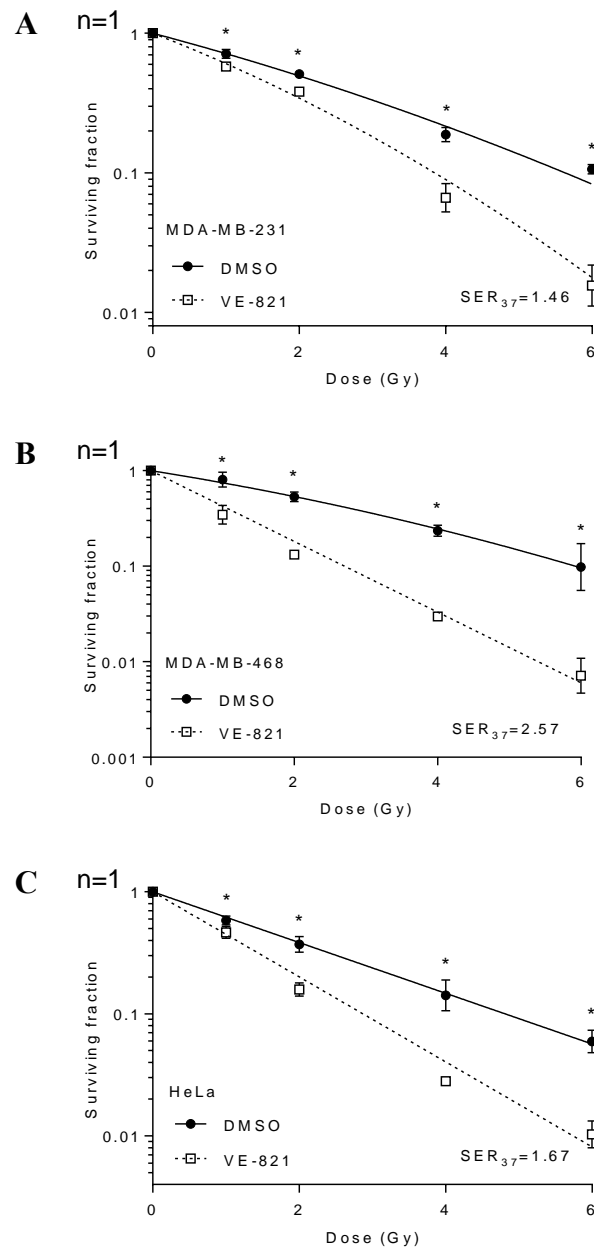 A n=1
* * * *
1
0.1
0.01
Surviving fraction
MDA-MB-231
DMSO
VE-821
SER37=1.46
0 2 4 6
Dose (Gy)
B n=1
* * * *
1
0.1
0.01
0.001
Surviving fraction
MDA-MB-468
DMSO
VE-821
SER37=2.57
0 2 4 6
Dose (Gy)
C n=1
* * * *
1
0.1
0.01
Surviving fraction
HeLa
DMSO
VE-821
SER37=1.67
0 2 4 6
Dose (Gy)